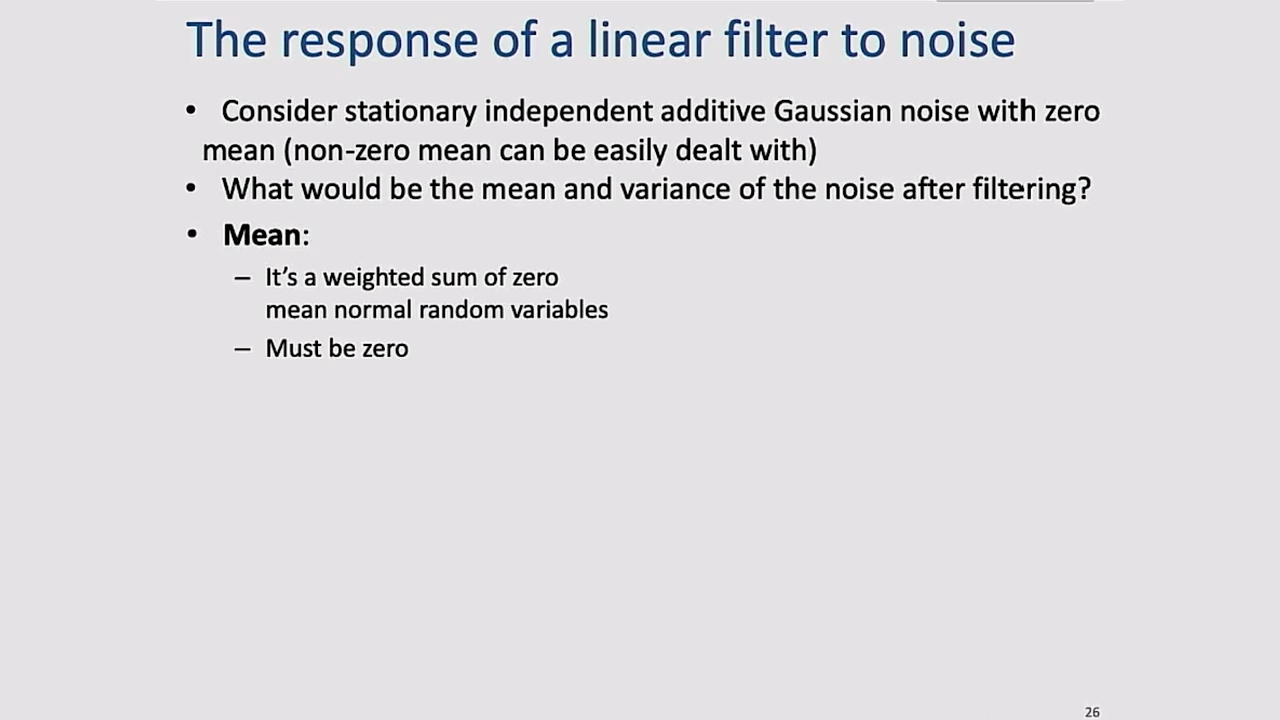 The response of a linear filter to noise
• Consider stationary independent additive Gaussian noise with zero
mean (non-zero mean can be easily dealt with)
• What would be the mean and variance of the noise after filtering?
• Mean:
– It's a weighted sum of zero
mean normal random variables
– Must be zero
26